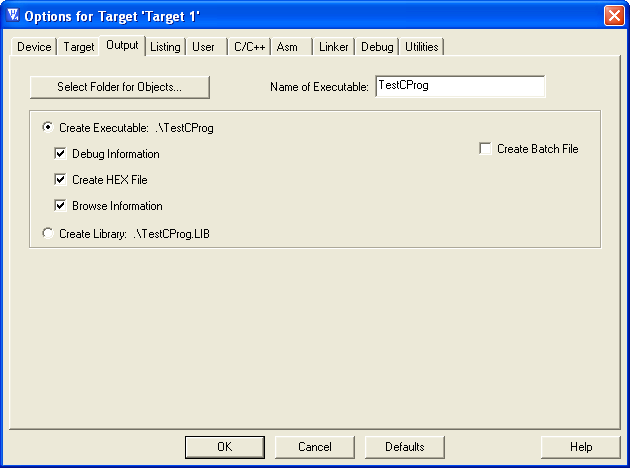 Options for Target 'Target 1'
Device Target Output Listing User C/C++ Asm Linker Debug Utilities
Select Folder for Objects... Name of Executable: TestCProg
Create Executable: .\TestCProg
Debug Information Create Batch File
Create HEX File
Browse Information
Create Library: .\TestCProg.LIB
OK Cancel Defaults Help